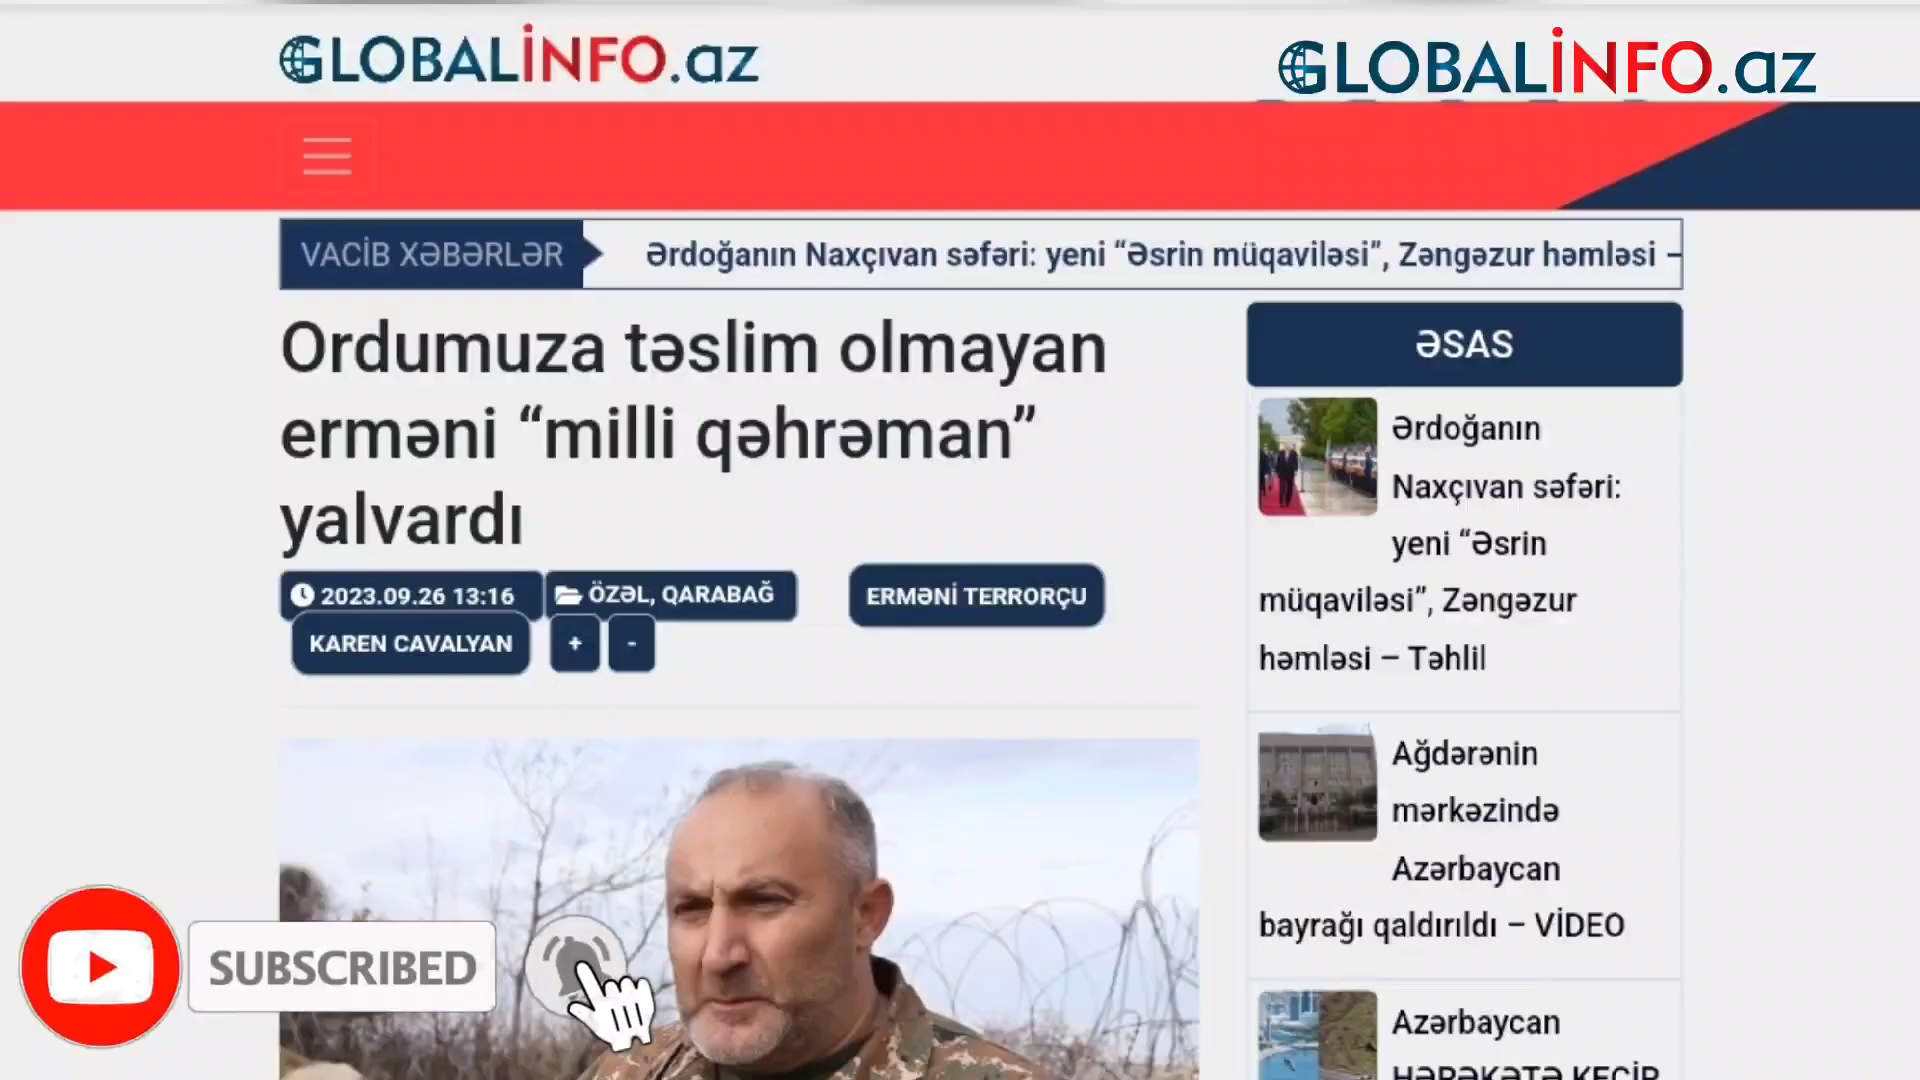 GLOBALİNFO.az
GLOBALİNFO.az
VACİB XƏBƏRLƏR
Ərdoğanın Naxçıvan səfəri: yeni “Əsrin müqaviləsi”, Zəngəzur həmləsi –
Ordumuza təslim olmayan
erməni “milli qəhrəman”
yalvardı
2023.09.26 13:16
ÖZƏL, QARABAĞ
ERMƏNİ TERRORÇU
KAREN CAVALYAN
+
-
ƏSAS
Ərdoğanın
Naxçıvan səfəri:
yeni “Əsrin
müqaviləsi”, Zəngəzur
həmləsi – Təhlil
Ağdərənin
mərkəzində
Azərbaycan
bayrağı qaldırıldı – VİDEO
Azərbaycan
HƏRƏKƏTƏ KEÇİR
SUBSCRIBED